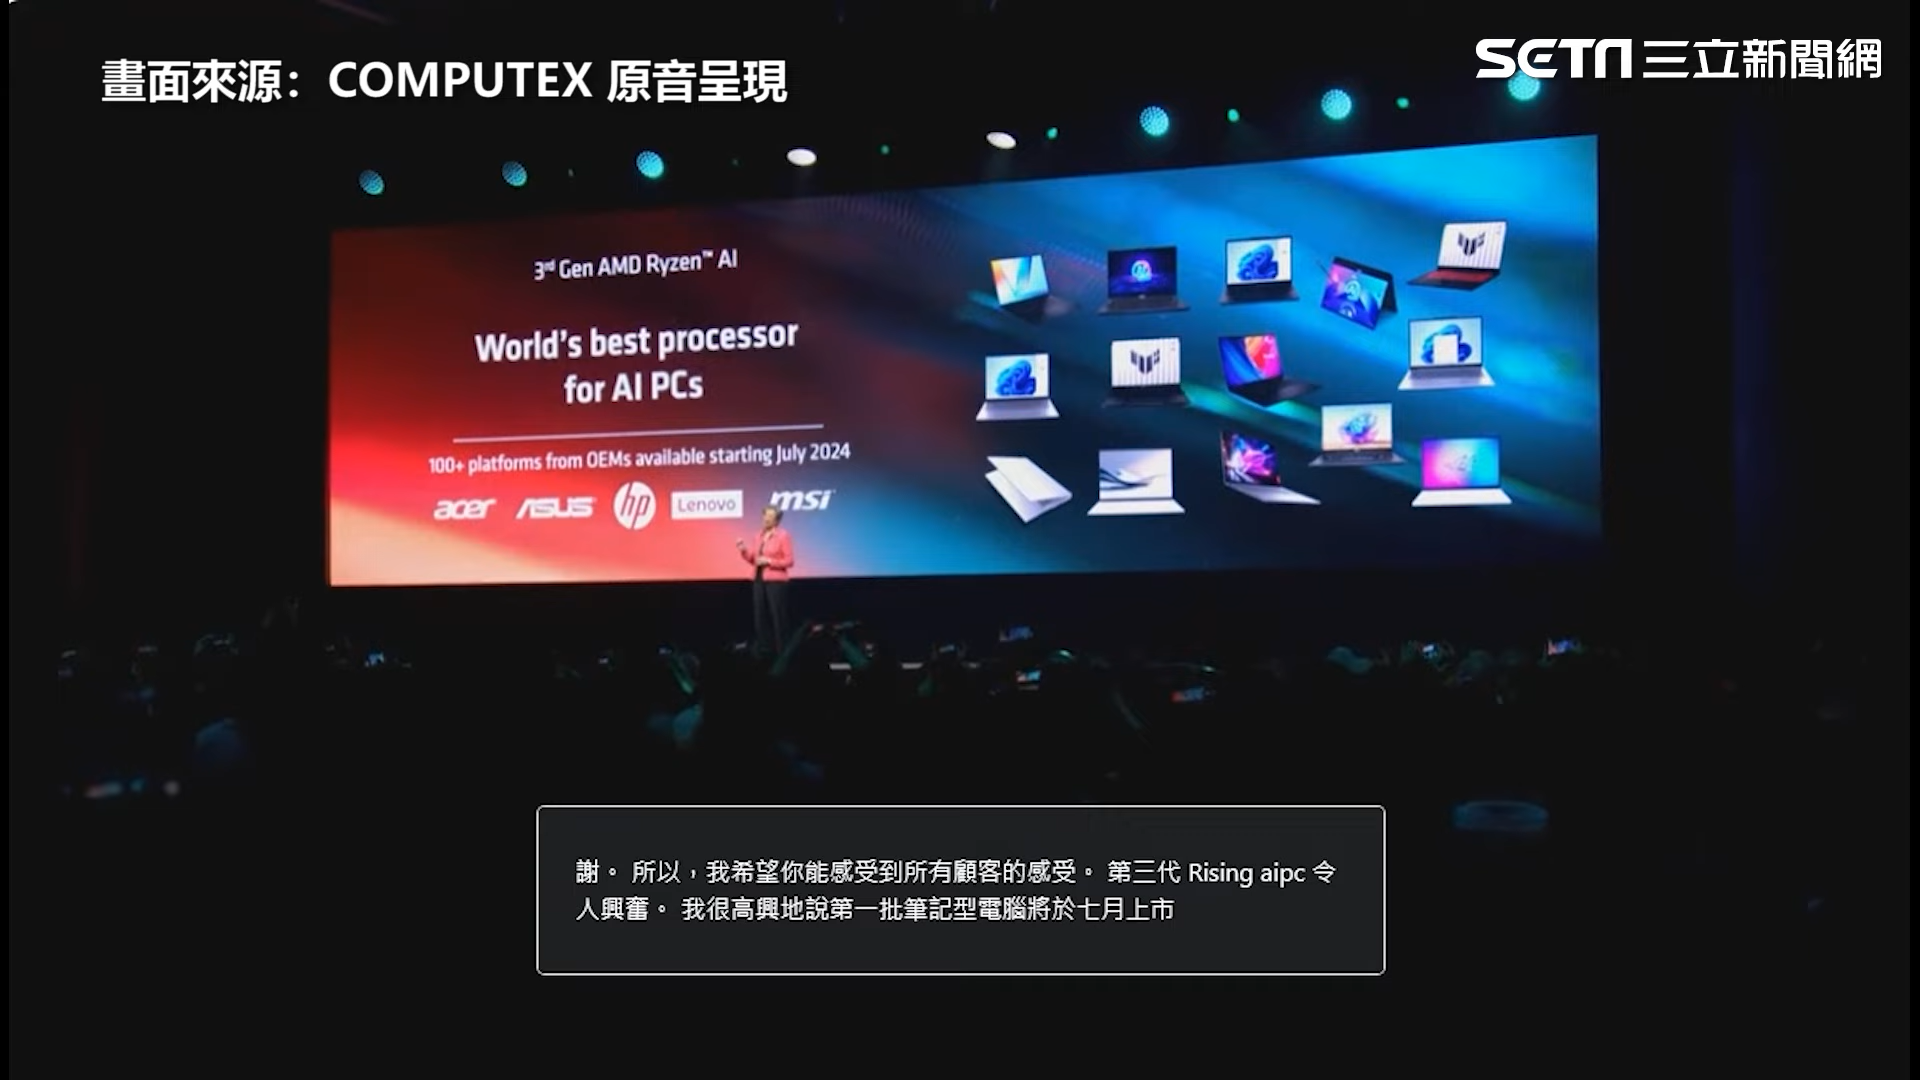 畫面來源：COMPUTEX 原音呈現
SETN三立新聞網
3rd Gen AMD Ryzen™ AI
World's best processor
for AI PCs
100+ platforms from OEMs available starting July 2024
acer ASUS hp Lenovo msi
謝。 所以，我希望你能感受到所有顧客的感受。 第三代 Rising aipc 令
人興奮。 我很高興地說第一批筆記型電腦將於七月上市